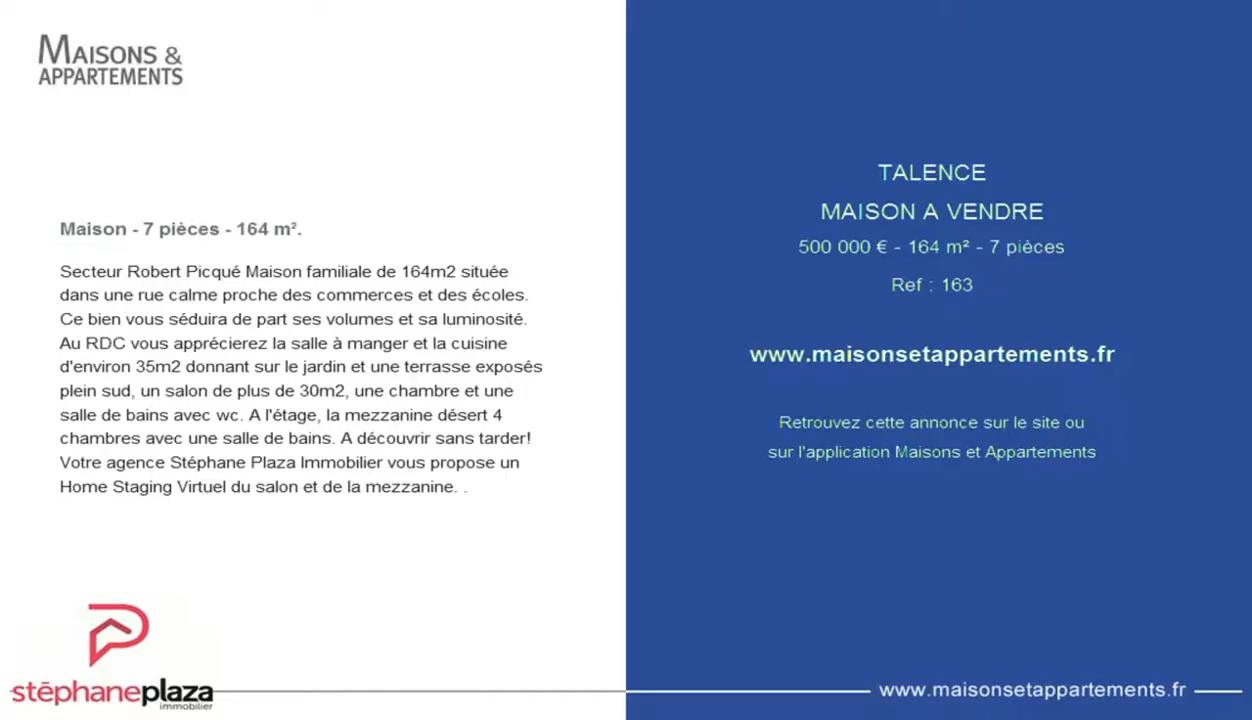 MAISONS &
APPARTEMENTS
Maison - 7 pièces - 164 m².
Secteur Robert Picqué Maison familiale de 164m2 située
dans une rue calme proche des commerces et des écoles.
Ce bien vous séduira de part ses volumes et sa luminosité.
Au RDC vous apprécierez la salle à manger et la cuisine
d'environ 35m2 donnant sur le jardin et une terrasse exposés
plein sud, un salon de plus de 30m2, une chambre et une
salle de bains avec wc. A l'étage, la mezzanine désert 4
chambres avec une salle de bains. A découvrir sans tarder!
Votre agence Stéphane Plaza Immobilier vous propose un
Home Staging Virtuel du salon et de la mezzanine. .
stéphaneplaza
immobilier
TALENCE
MAISON A VENDRE
500 000 € - 164 m² - 7 pièces
Ref : 163
www.maisonsetappartements.fr
Retrouvez cette annonce sur le site ou
sur l'application Maisons et Appartements
www.maisonsetappartements.fr